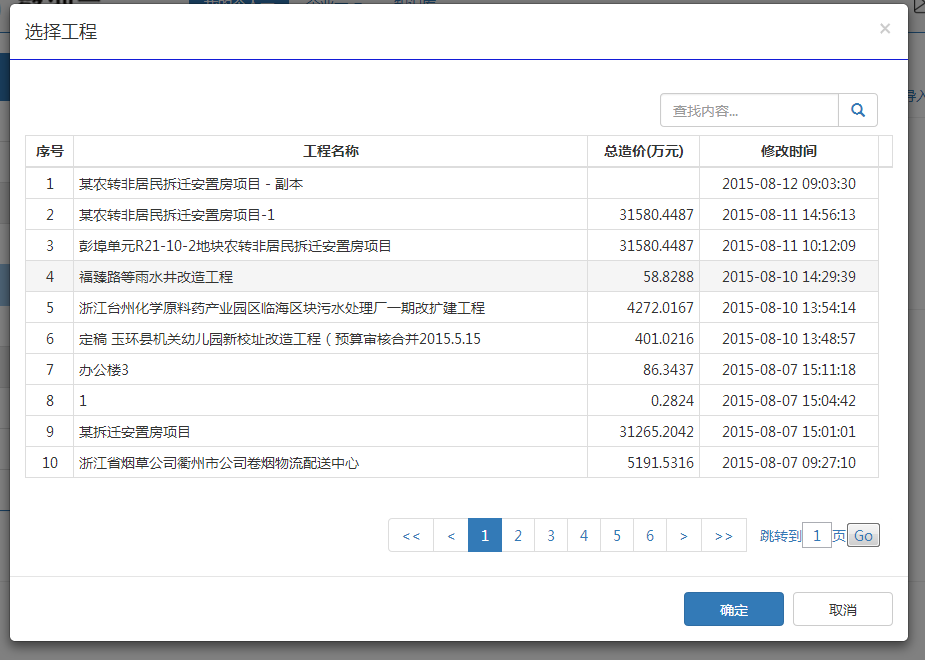 选择工程
×
查找内容...
序号 工程名称 总造价(万元) 修改时间
1 某农转非居民拆迁安置房项目 - 副本 2015-08-12 09:03:30
2 某农转非居民拆迁安置房项目-1 31580.4487 2015-08-11 14:56:13
3 彭埠单元R21-10-2地块农转非居民拆迁安置房项目 31580.4487 2015-08-11 10:12:09
4 福臻路等雨水井改造工程 58.8288 2015-08-10 14:29:39
5 浙江台州化学原料药产业园区临海区块污水处理厂一期改扩建工程 4272.0167 2015-08-10 13:54:14
6 定稿 玉环县机关幼儿园新校址改造工程（预算审核合并2015.5.15 401.0216 2015-08-10 13:48:57
7 办公楼3 86.3437 2015-08-07 15:11:18
8 1 0.2824 2015-08-07 15:04:42
9 某拆迁安置房项目 31265.2042 2015-08-07 15:01:01
10 浙江省烟草公司衢州市公司卷烟物流配送中心 5191.5316 2015-08-07 09:27:10
<< < 1 2 3 4 5 6 > >> 跳转到 1 页 Go
确定 取消